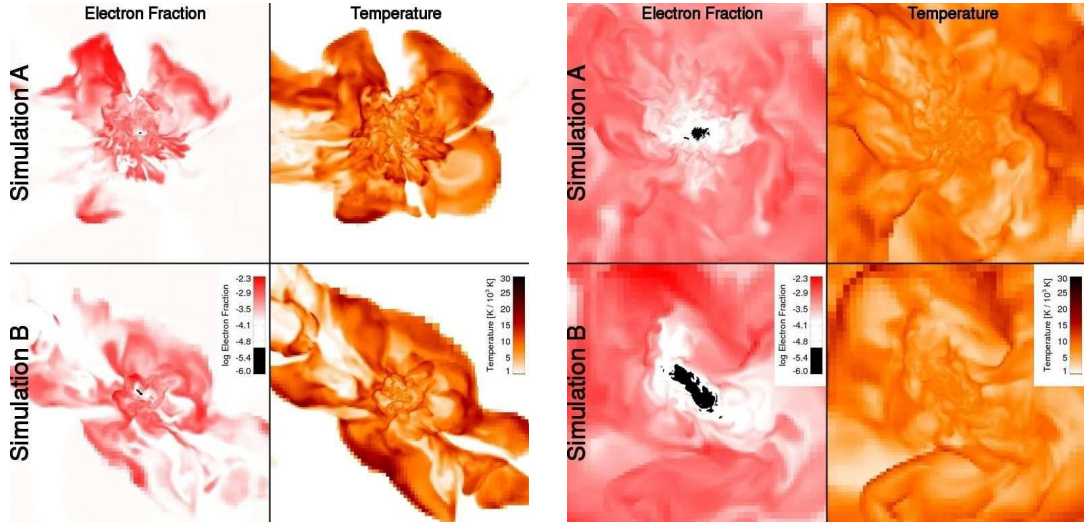 Electron Fraction
Temperature
Simulation A
Simulation B
log Electron Fraction
-2.3
-2.9
-3.5
-4.1
-4.8
-5.4
-6.0
Temperature [K / 10³ K]
30
25
20
15
10
5
1
Electron Fraction
Temperature
Simulation A
Simulation B
log Electron Fraction
-2.3
-2.9
-3.5
-4.1
-4.8
-5.4
-6.0
Temperature [K / 10³ K]
30
25
20
15
10
5
1